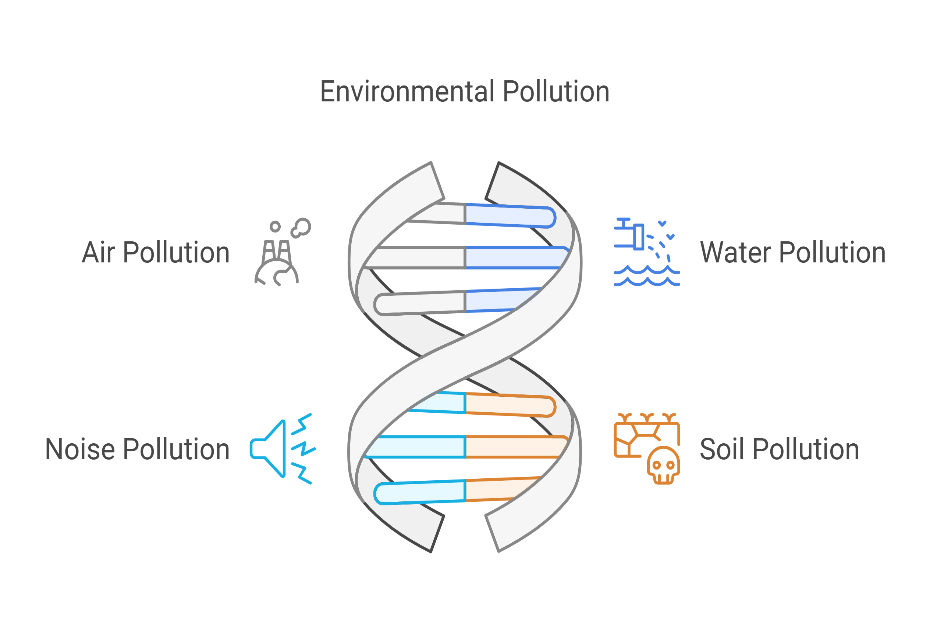 Environmental Pollution
Air Pollution
Water Pollution
Noise Pollution
Soil Pollution